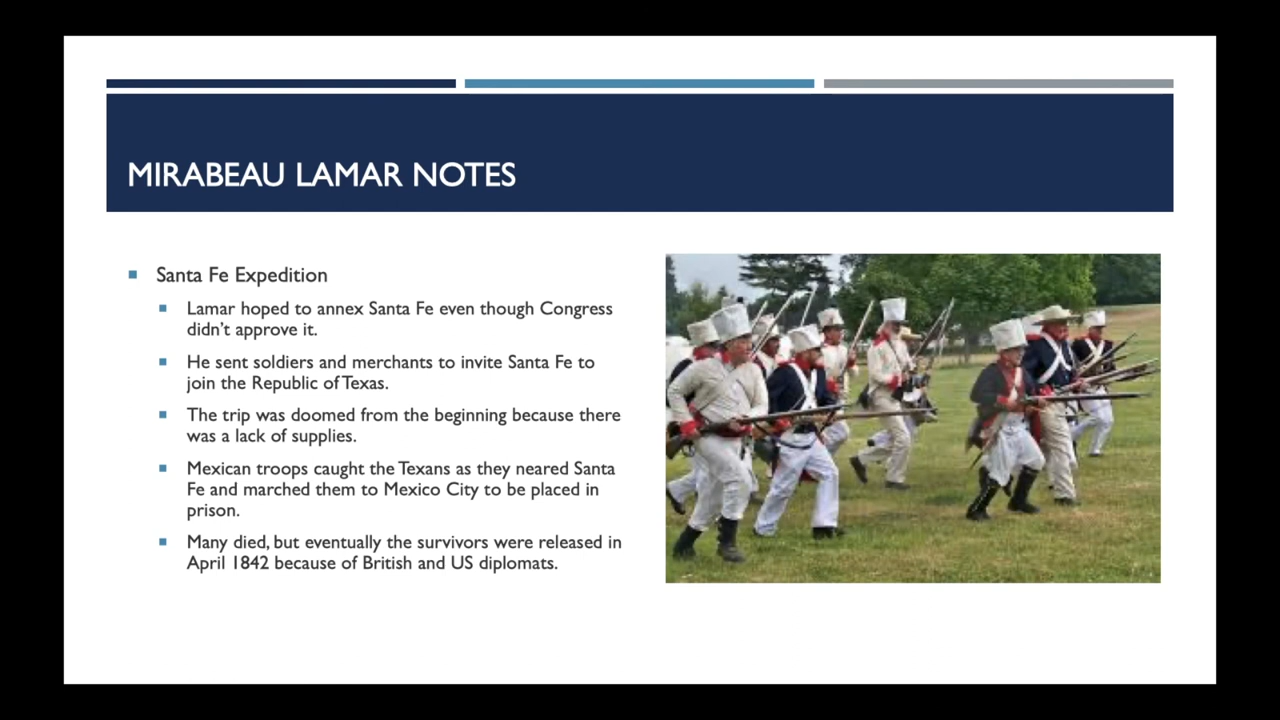 MIRABEAU LAMAR NOTES
Santa Fe Expedition
Lamar hoped to annex Santa Fe even though Congress
didn't approve it.
He sent soldiers and merchants to invite Santa Fe to
join the Republic of Texas.
The trip was doomed from the beginning because there
was a lack of supplies.
Mexican troops caught the Texans as they neared Santa
Fe and marched them to Mexico City to be placed in
prison.
Many died, but eventually the survivors were released in
April 1842 because of British and US diplomats.